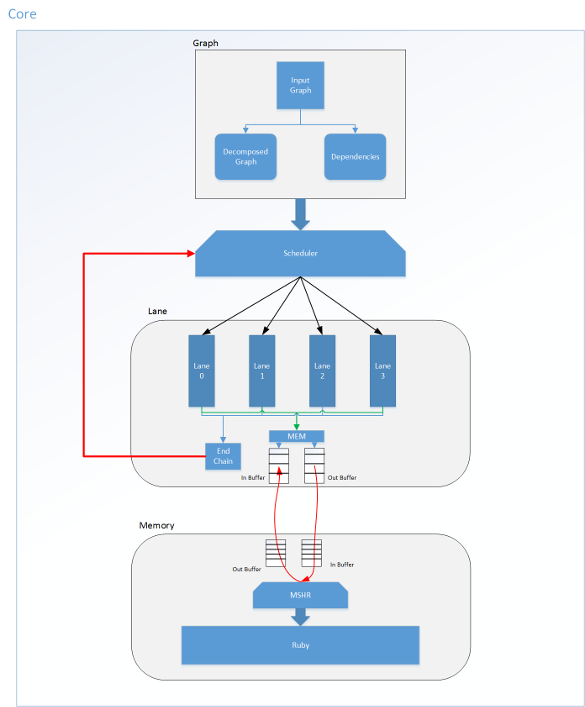 Core
Graph
Input
Graph
Decomposed
Graph
Dependencies
Scheduler
Lane
Lane
0
Lane
1
Lane
2
Lane
3
MEM
End
Chain
In Buffer
Out Buffer
Memory
Out Buffer
In Buffer
MSHR
Ruby